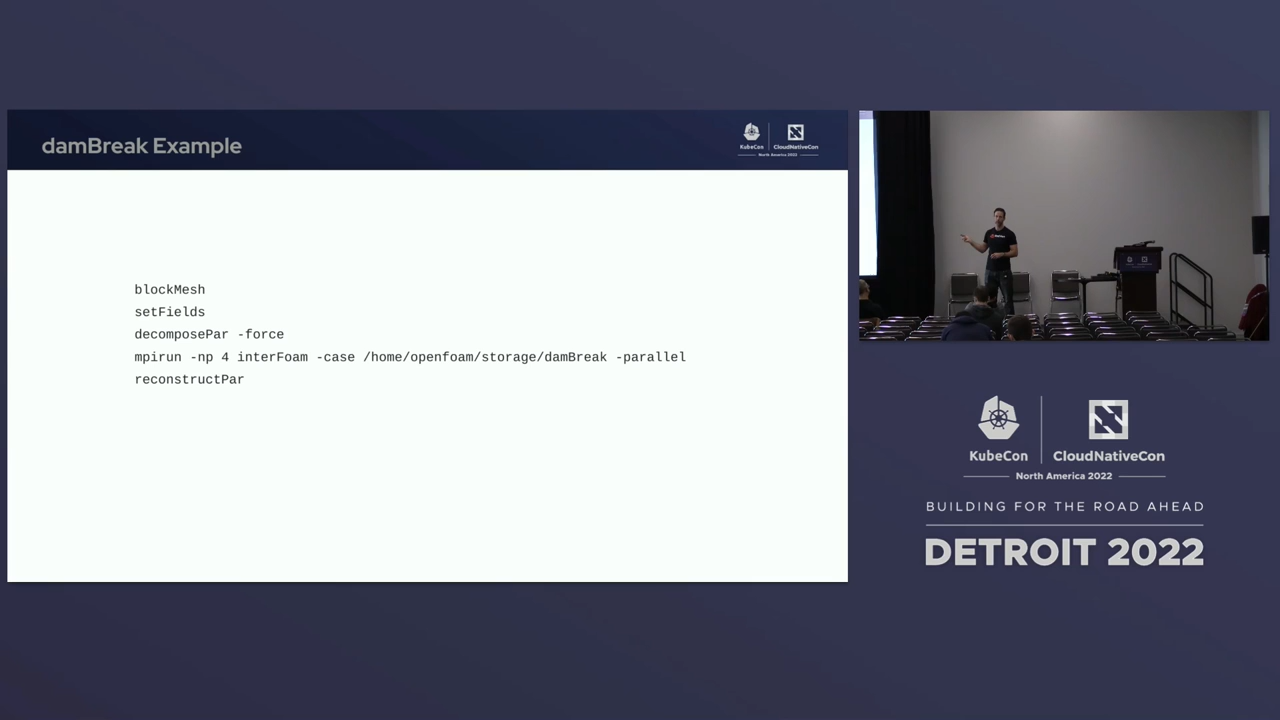 damBreak Example
KubeCon
CloudNativeCon
North America 2022
blockMesh
setFields
decomposePar -force
mpirun -np 4 interFoam -case /home/openfoam/storage/damBreak -parallel
reconstructPar
KubeCon
CloudNativeCon
North America 2022
BUILDING FOR THE ROAD AHEAD
DETROIT 2022